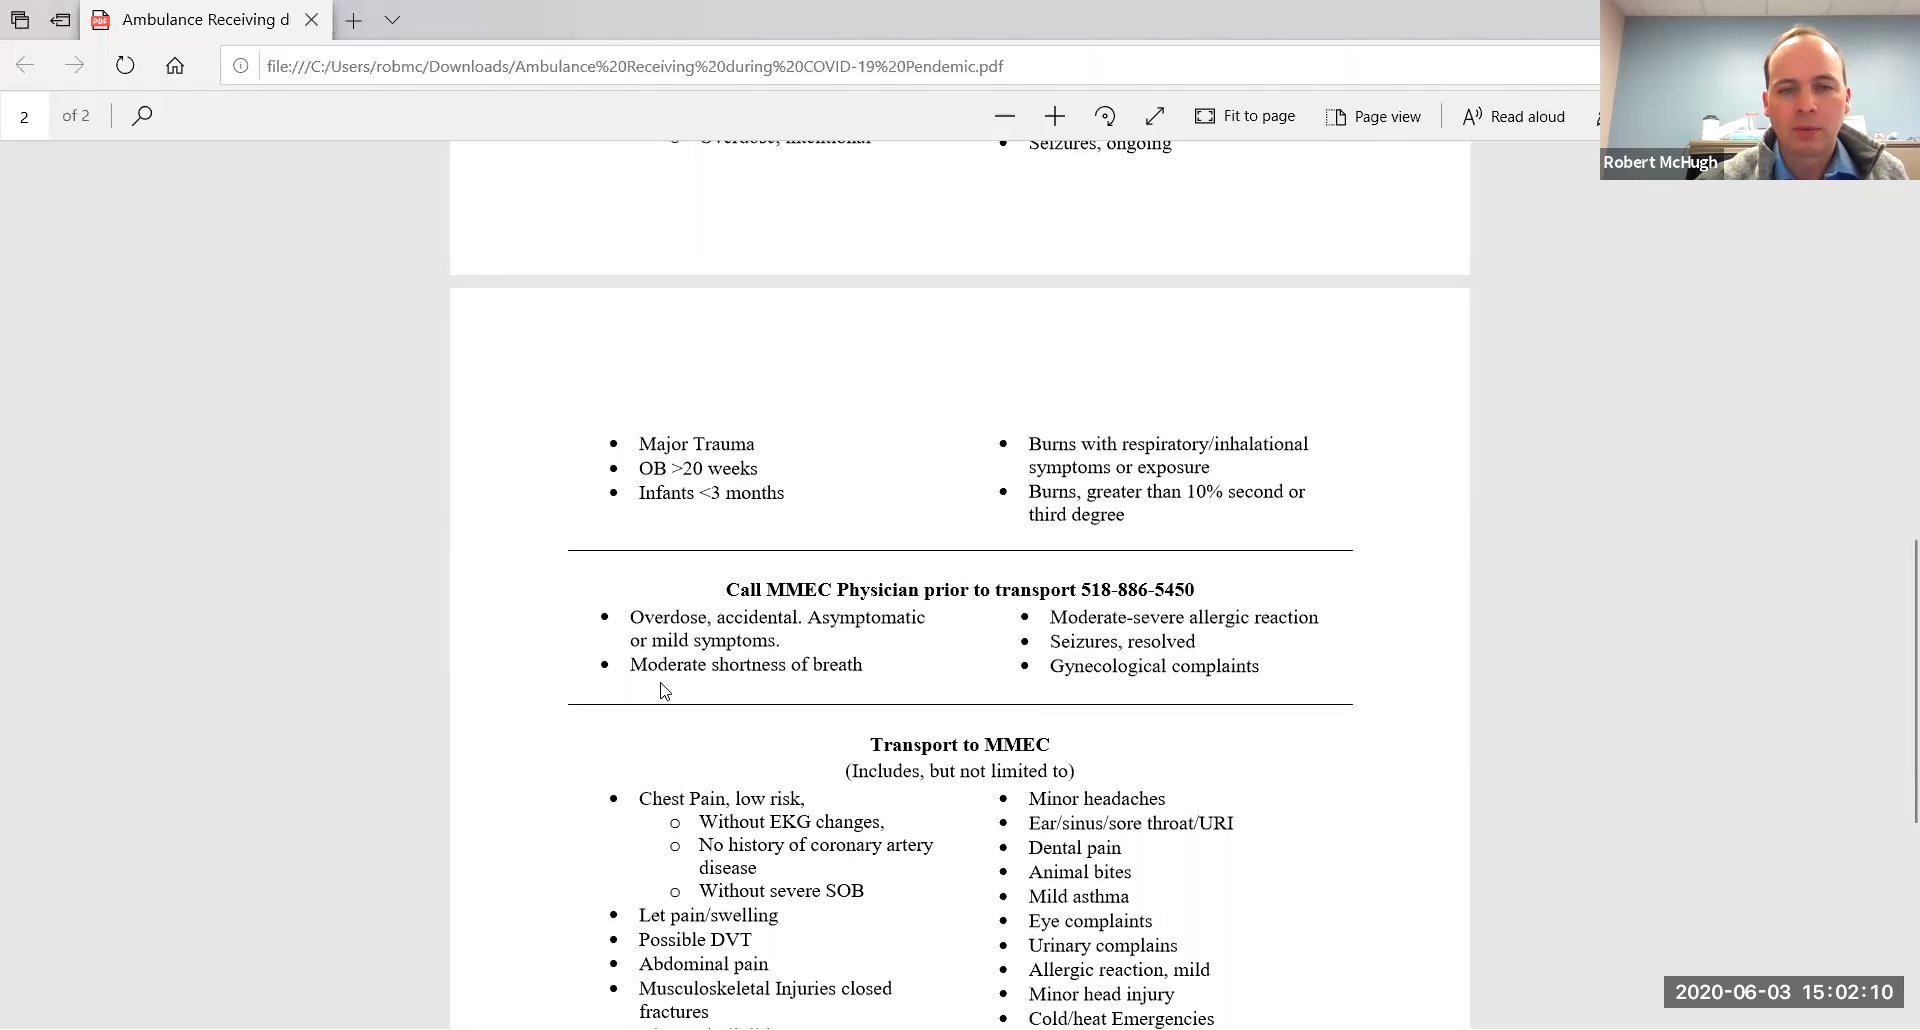 Ambulance Receiving d
file:///C:/Users/robmc/Downloads/Ambulance%20Receiving%20during%20COVID-19%20Pendemic.pdf
2 of 2
Fit to page
Page view
Read aloud
Robert McHugh
Overdose, intentional
• Seizures, ongoing
• Major Trauma
• OB >20 weeks
• Infants <3 months
• Burns with respiratory/inhalational
symptoms or exposure
• Burns, greater than 10% second or
third degree
Call MMEC Physician prior to transport 518-886-5450
• Overdose, accidental. Asymptomatic
or mild symptoms.
• Moderate shortness of breath
• Moderate-severe allergic reaction
• Seizures, resolved
• Gynecological complaints
Transport to MMEC
(Includes, but not limited to)
• Chest Pain, low risk,
o Without EKG changes,
o No history of coronary artery
disease
o Without severe SOB
• Let pain/swelling
• Possible DVT
• Abdominal pain
• Musculoskeletal Injuries closed
fractures
• Minor headaches
• Ear/sinus/sore throat/URI
• Dental pain
• Animal bites
• Mild asthma
• Eye complaints
• Urinary complains
• Allergic reaction, mild
• Minor head injury
• Cold/heat Emergencies
2020-06-03 15:02:10